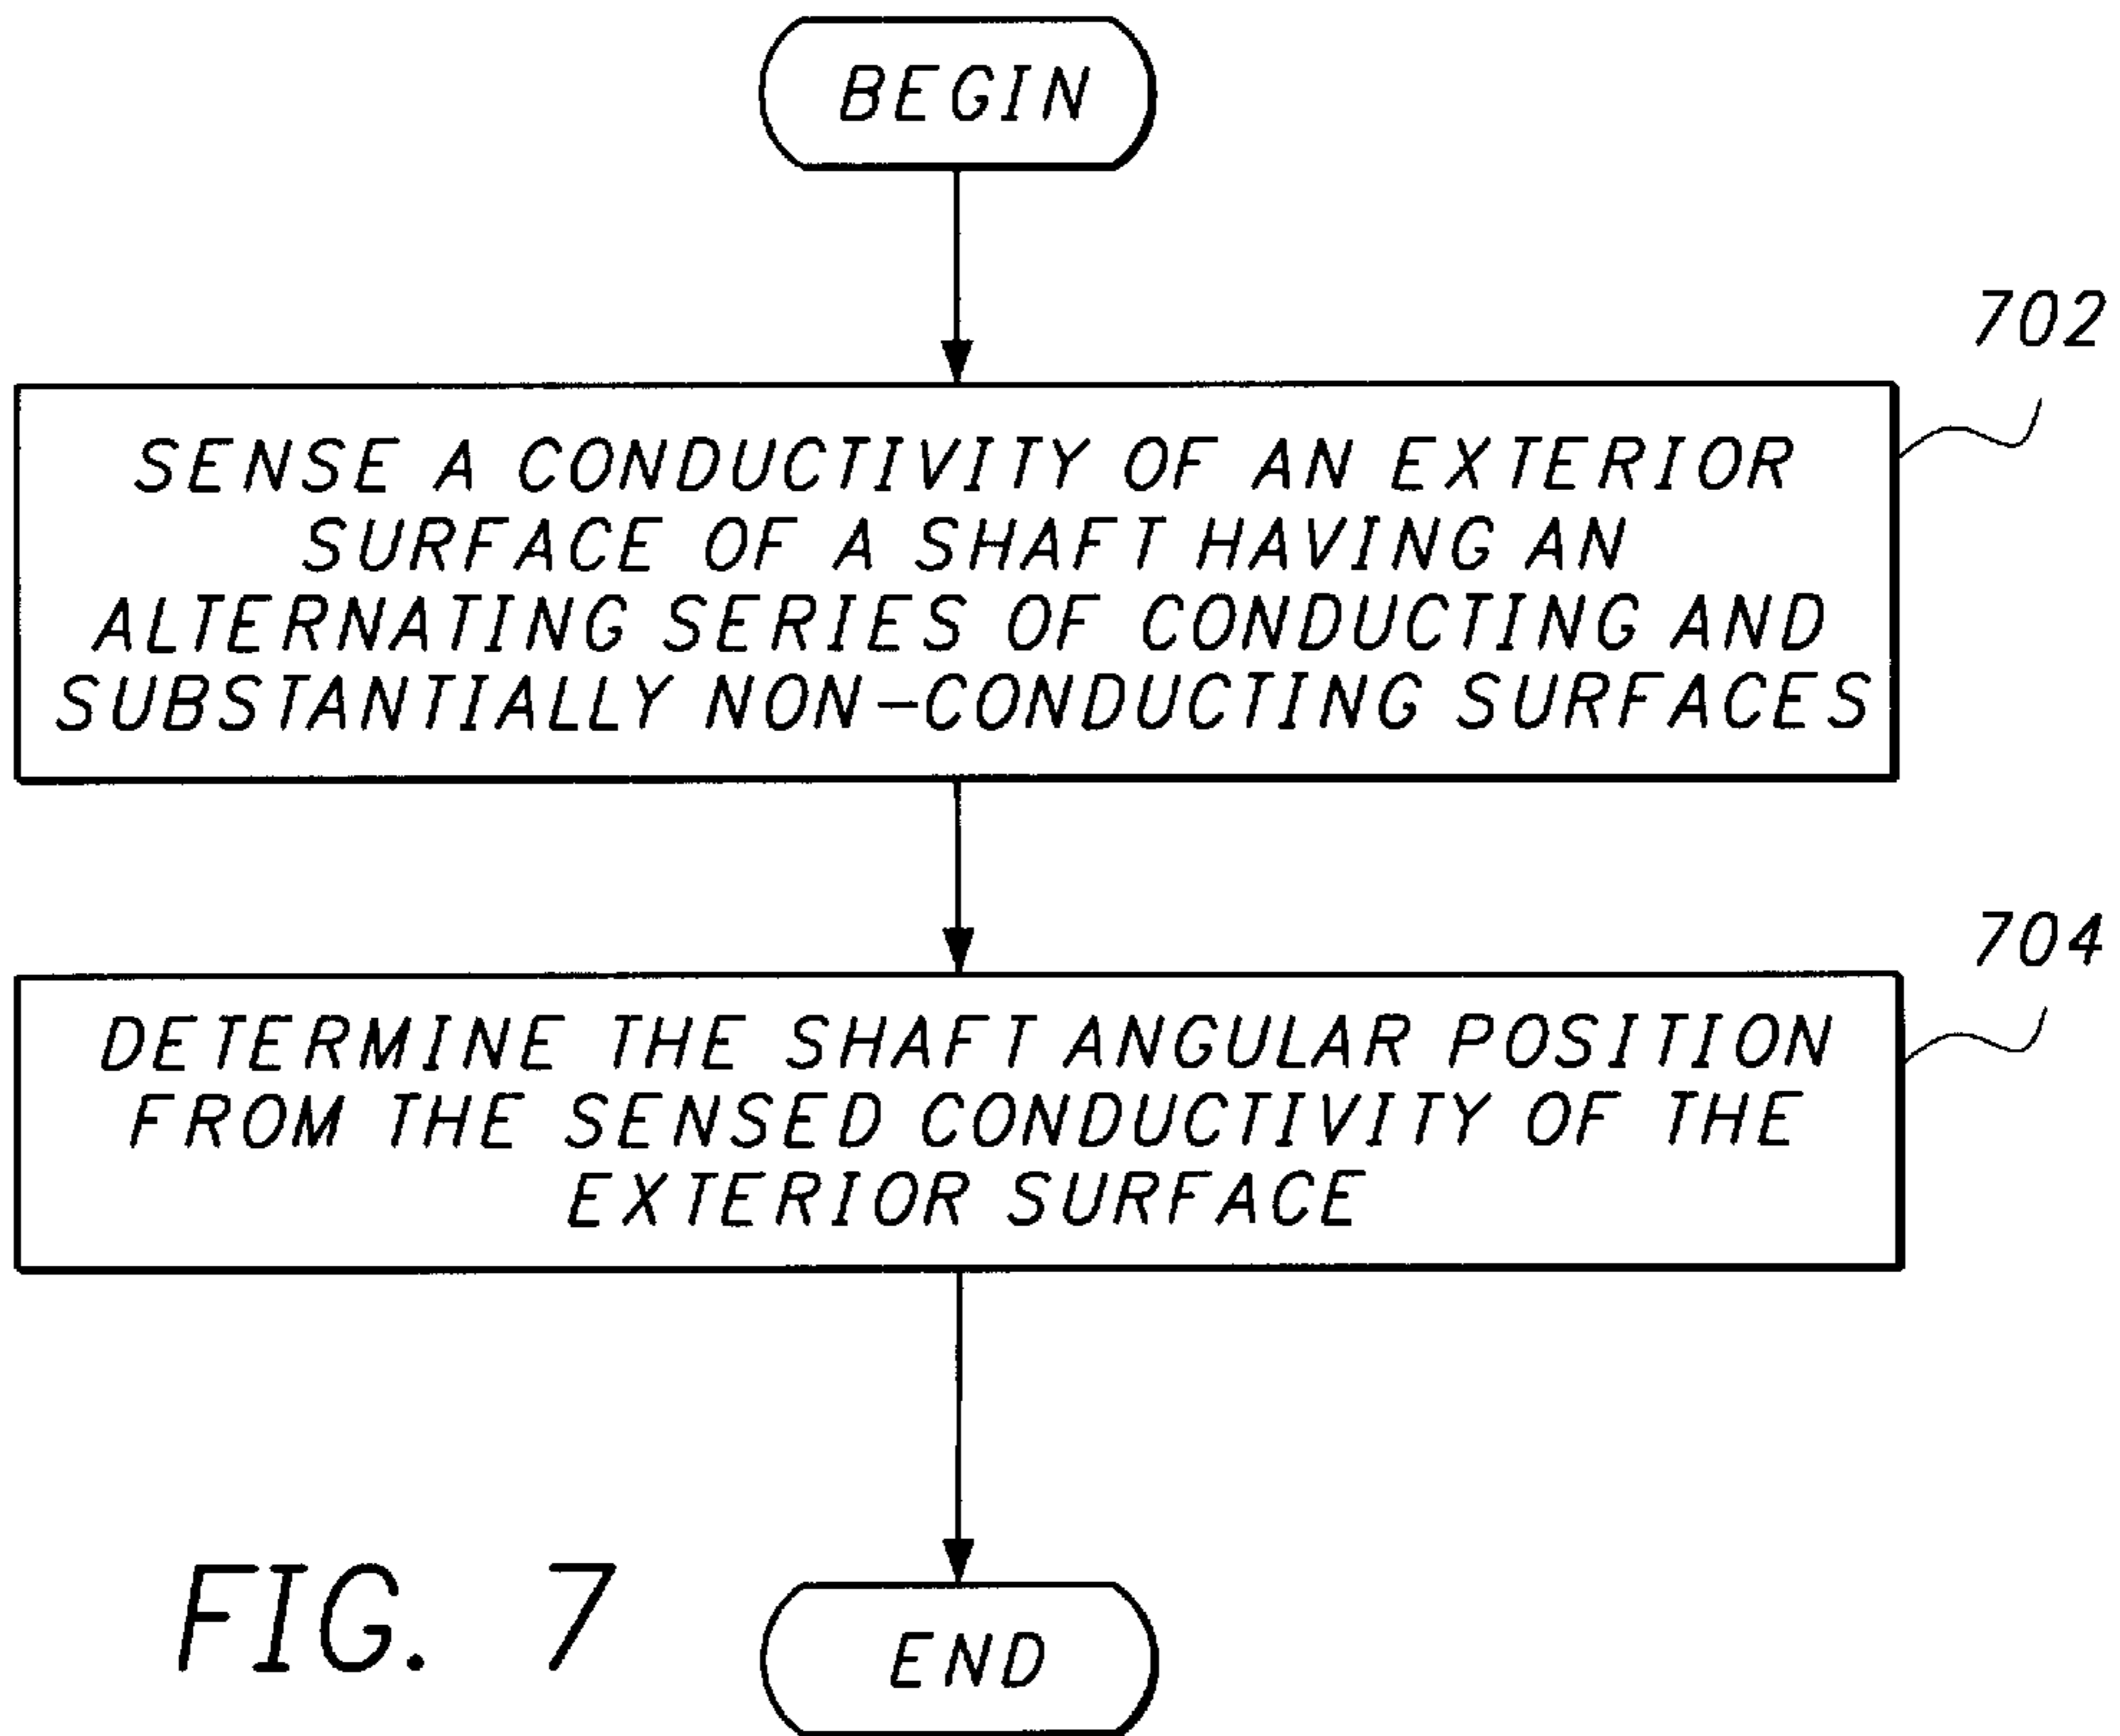 BEGIN
702
SENSE A CONDUCTIVITY OF AN EXTERIOR
SURFACE OF A SHAFT HAVING AN
ALTERNATING SERIES OF CONDUCTING AND
SUBSTANTIALLY NON-CONDUCTING SURFACES
704
DETERMINE THE SHAFT ANGULAR POSITION
FROM THE SENSED CONDUCTIVITY OF THE
EXTERIOR SURFACE
FIG. 7
END